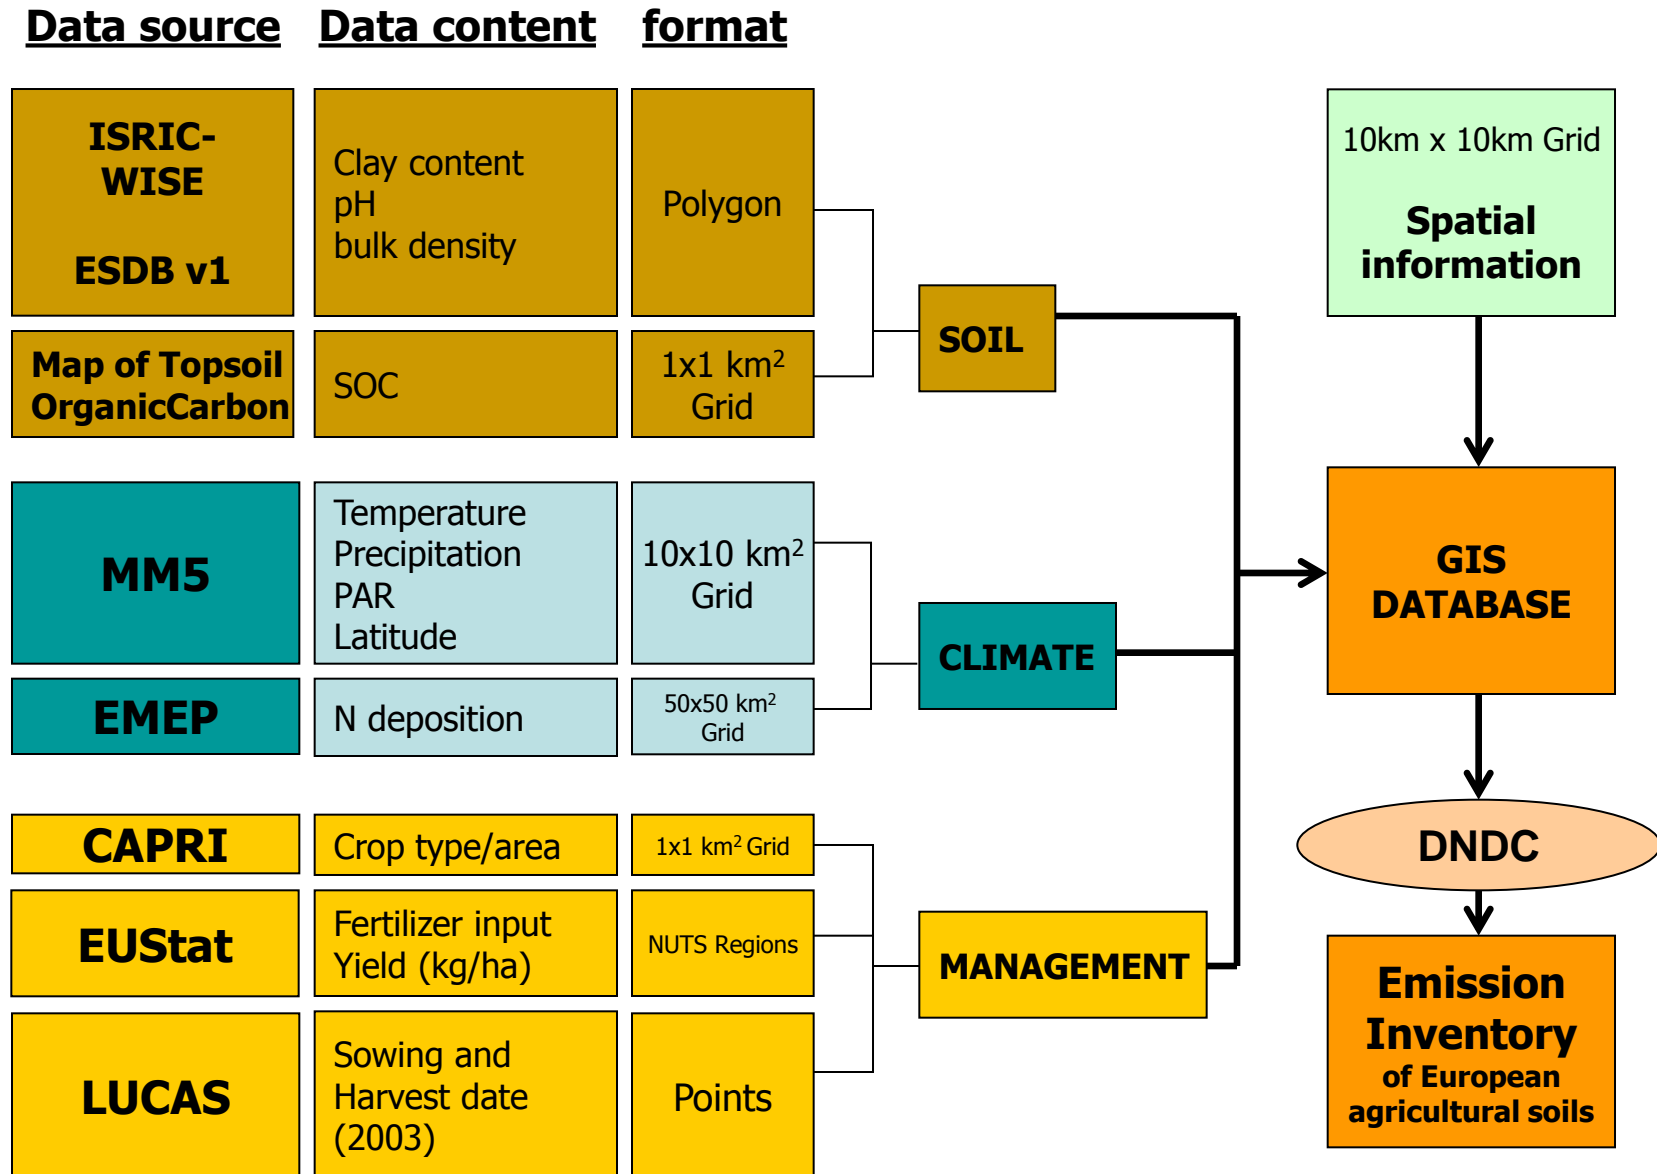 Data source
Data content
format
ISRIC-
WISE
ESDB v1
Clay content
pH
bulk density
Polygon
Map of Topsoil
OrganicCarbon
SOC
1x1 km²
Grid
SOIL
MM5
Temperature
Precipitation
PAR
Latitude
10x10 km²
Grid
EMEP
N deposition
50x50 km²
Grid
CLIMATE
CAPRI
Crop type/area
1x1 km² Grid
EUStat
Fertilizer input
Yield (kg/ha)
NUTS Regions
LUCAS
Sowing and
Harvest date
(2003)
Points
MANAGEMENT
10km x 10km Grid
Spatial
information
GIS
DATABASE
DNDC
Emission
Inventory
of European
agricultural soils